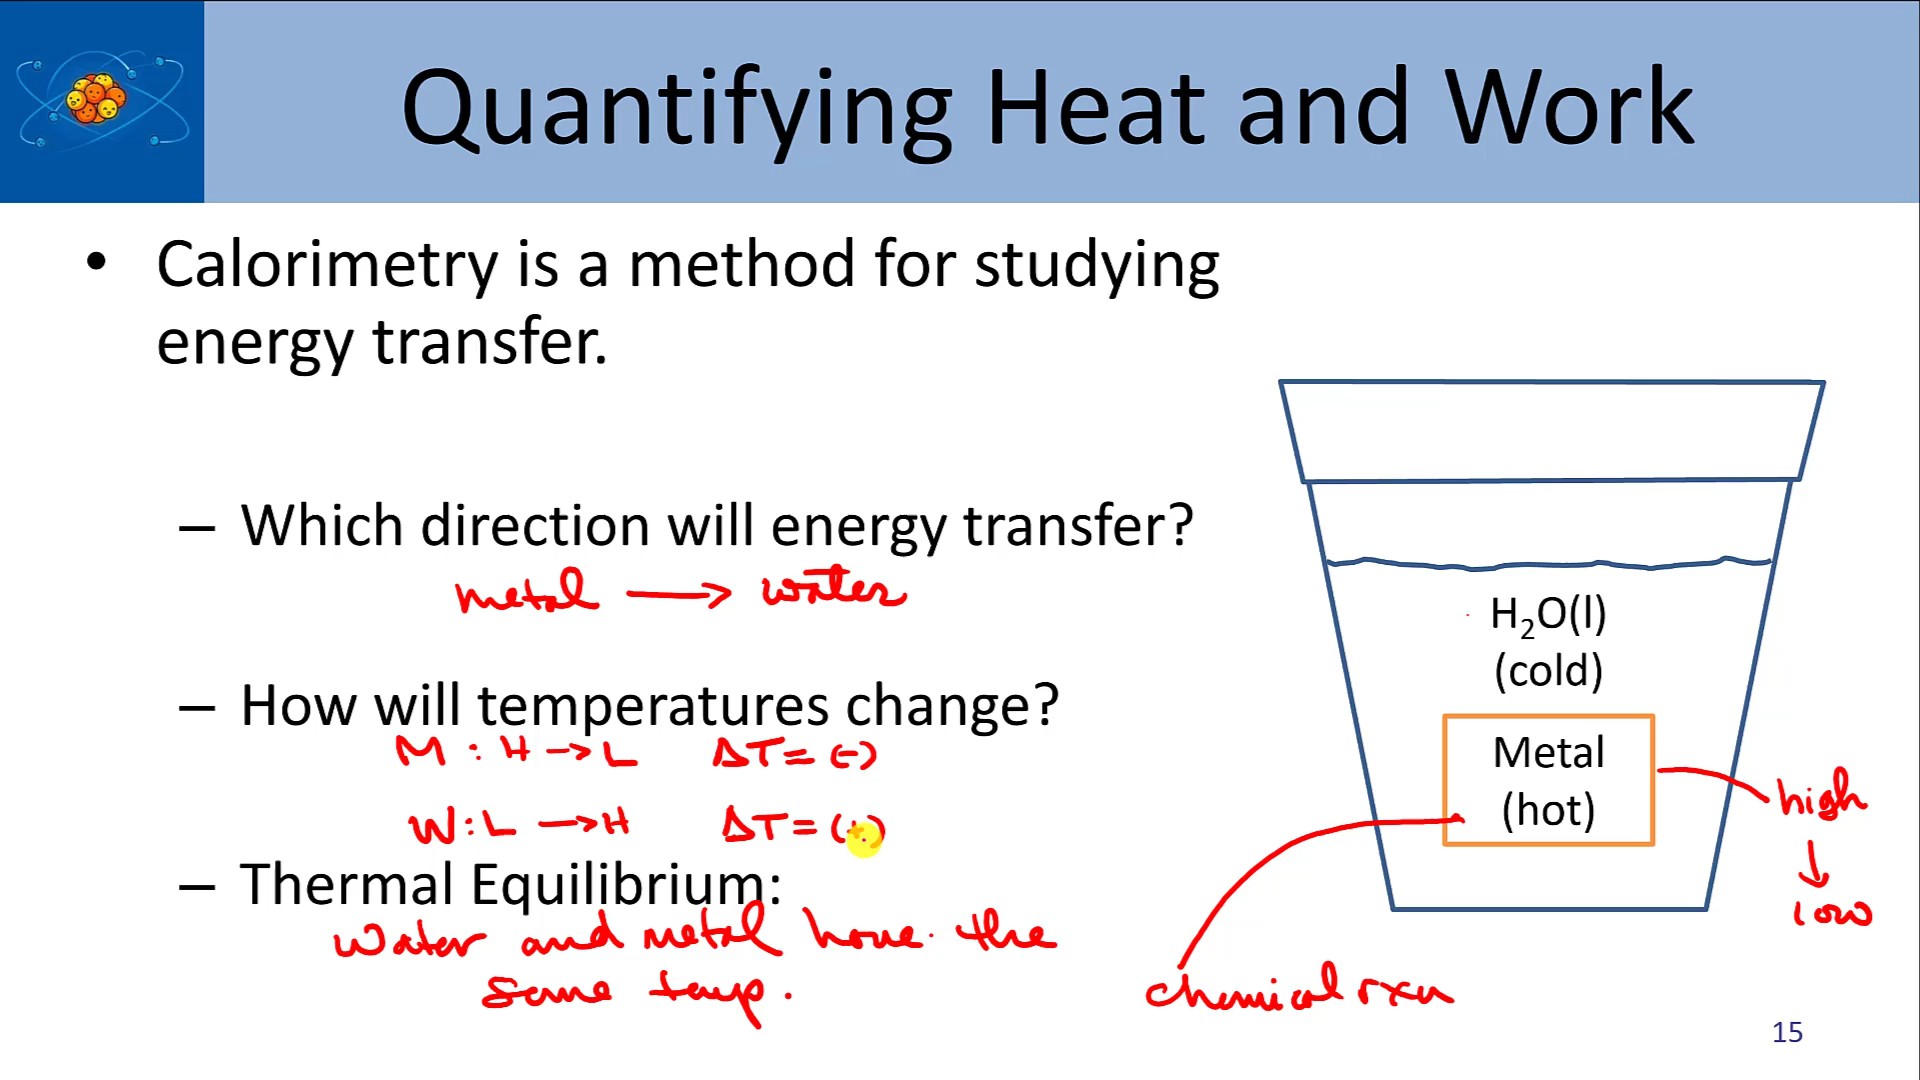 Quantifying Heat and Work
• Calorimetry is a method for studying
energy transfer.
– Which direction will energy transfer?
metal → water
– How will temperatures change?
M : H → L ΔT = (-)
W : L → H ΔT = (+)
– Thermal Equilibrium:
water and metal have the
same temp.
H₂O(l)
(cold)
Metal
(hot)
high
↓
low
chemical rxn
15